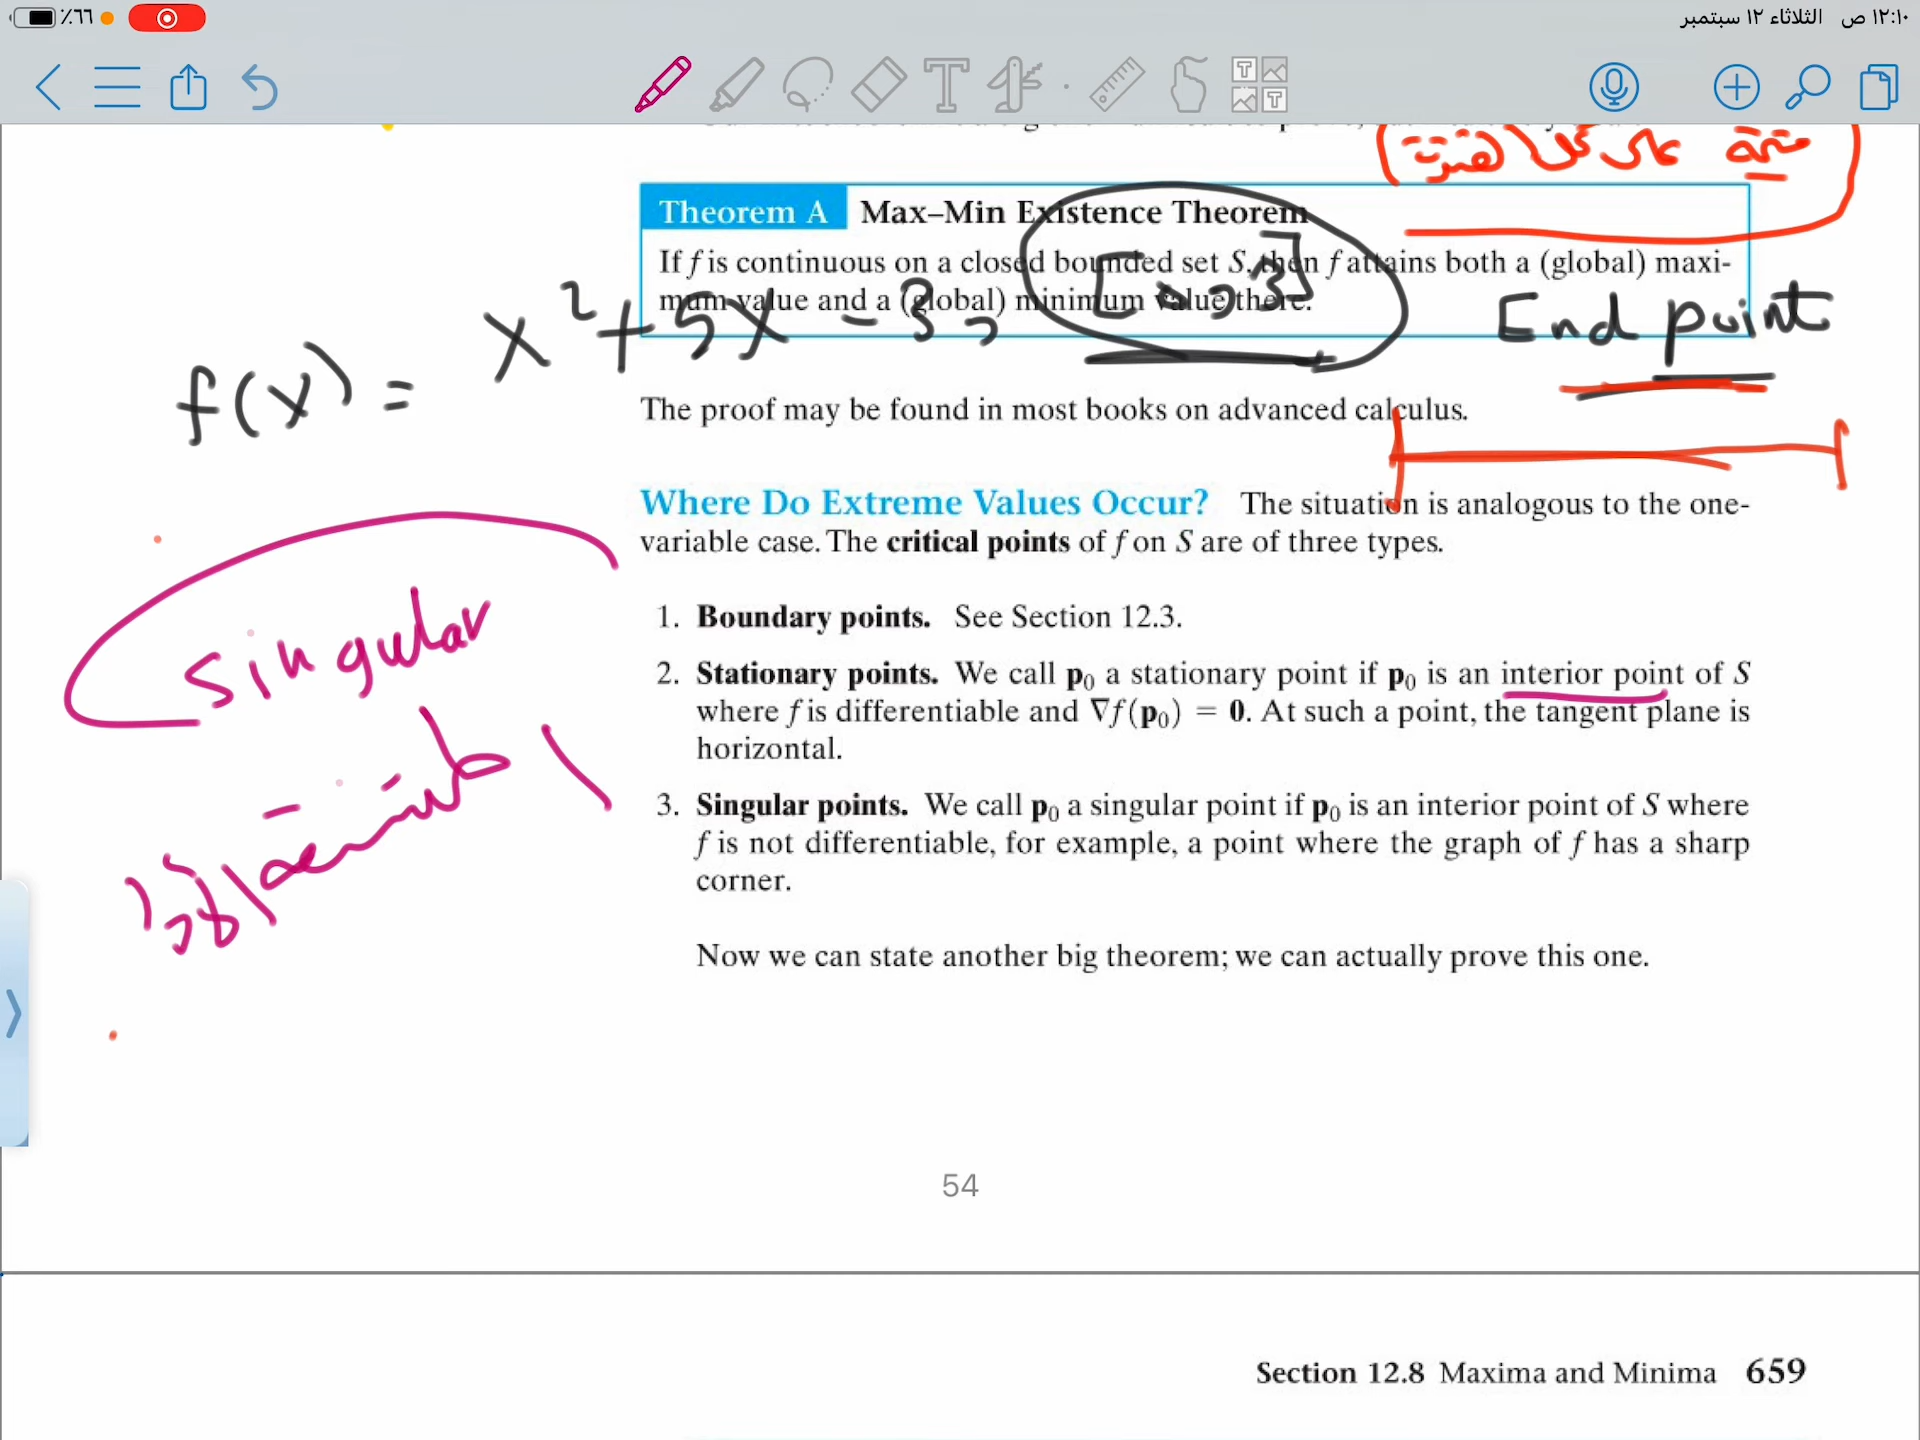 ٪٦٦
١٢:١٠ ص الثلاثاء ١٢ سبتمبر
على كل
Theorem A Max–Min Existence Theorem
If f is continuous on a closed bounded set S, then f attains both a (global) maxi-
mum value and a (global) minimum value there.
f(x) = x²+5x-3,
End point
The proof may be found in most books on advanced calculus.
Where Do Extreme Values Occur? The situation is analogous to the one-
variable case. The critical points of f on S are of three types.
1. Boundary points. See Section 12.3.
2. Stationary points. We call p₀ a stationary point if p₀ is an interior point of S
where f is differentiable and ∇f(p₀) = 0. At such a point, the tangent plane is
horizontal.
3. Singular points. We call p₀ a singular point if p₀ is an interior point of S where
f is not differentiable, for example, a point where the graph of f has a sharp
corner.
Singular
Now we can state another big theorem; we can actually prove this one.
54
Section 12.8 Maxima and Minima 659